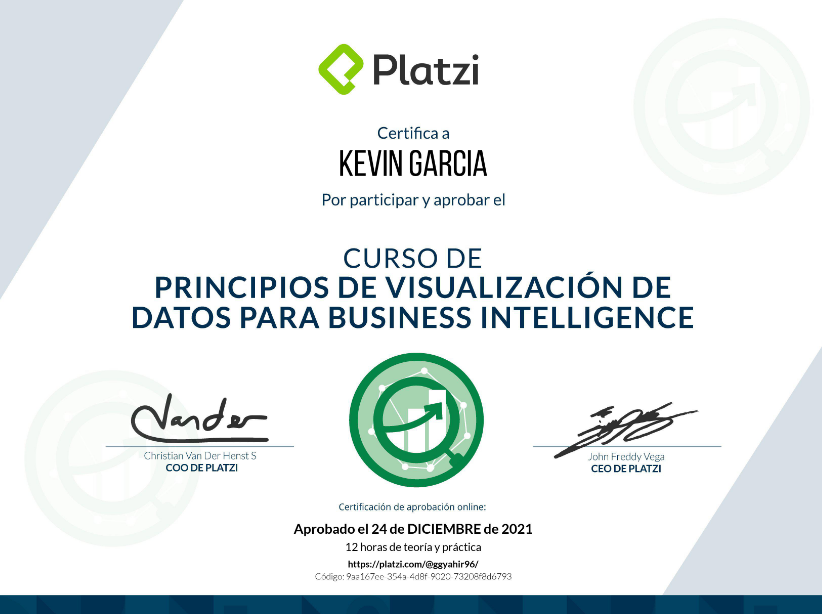 Platzi
Certifica a
KEVIN GARCIA
Por participar y aprobar el
CURSO DE
PRINCIPIOS DE VISUALIZACIÓN DE
DATOS PARA BUSINESS INTELLIGENCE
Vander
Christian Van Der Henst S
COO DE PLATZI
John Freddy Vega
CEO DE PLATZI
Certificación de aprobación online:
Aprobado el 24 de DICIEMBRE de 2021
12 horas de teoría y práctica
https://platzi.com/@ggyahir96/
Código: 9aa167ee-354a-4d8f-9020-73208f8d6793